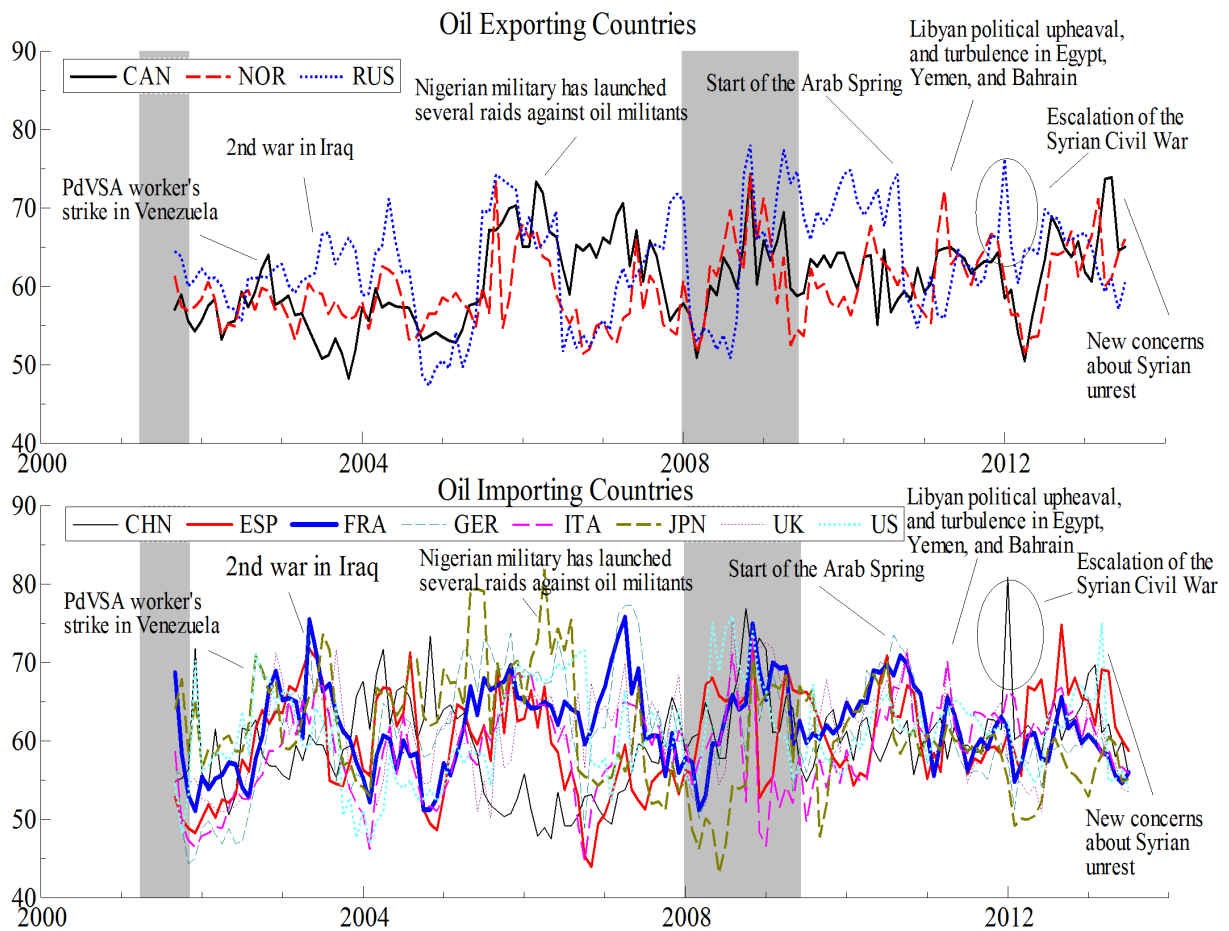 Oil Exporting Countries
90
80
70
60
50
40
CAN NOR RUS
PdVSA worker's
strike in Venezuela
2nd war in Iraq
Nigerian military has launched
several raids against oil militants
Start of the Arab Spring
Libyan political upheaval,
and turbulence in Egypt,
Yemen, and Bahrain
Escalation of the
Syrian Civil War
New concerns
about Syrian
unrest
2000 2004 2008 2012
Oil Importing Countries
90
80
70
60
50
40
CHN ESP FRA GER ITA JPN UK US
PdVSA worker's
strike in Venezuela
2nd war in Iraq
Nigerian military has launched
several raids against oil militants
Start of the Arab Spring
Libyan political upheaval,
and turbulence in Egypt,
Yemen, and Bahrain
Escalation of the
Syrian Civil War
New concerns
about Syrian
unrest
2000 2004 2008 2012